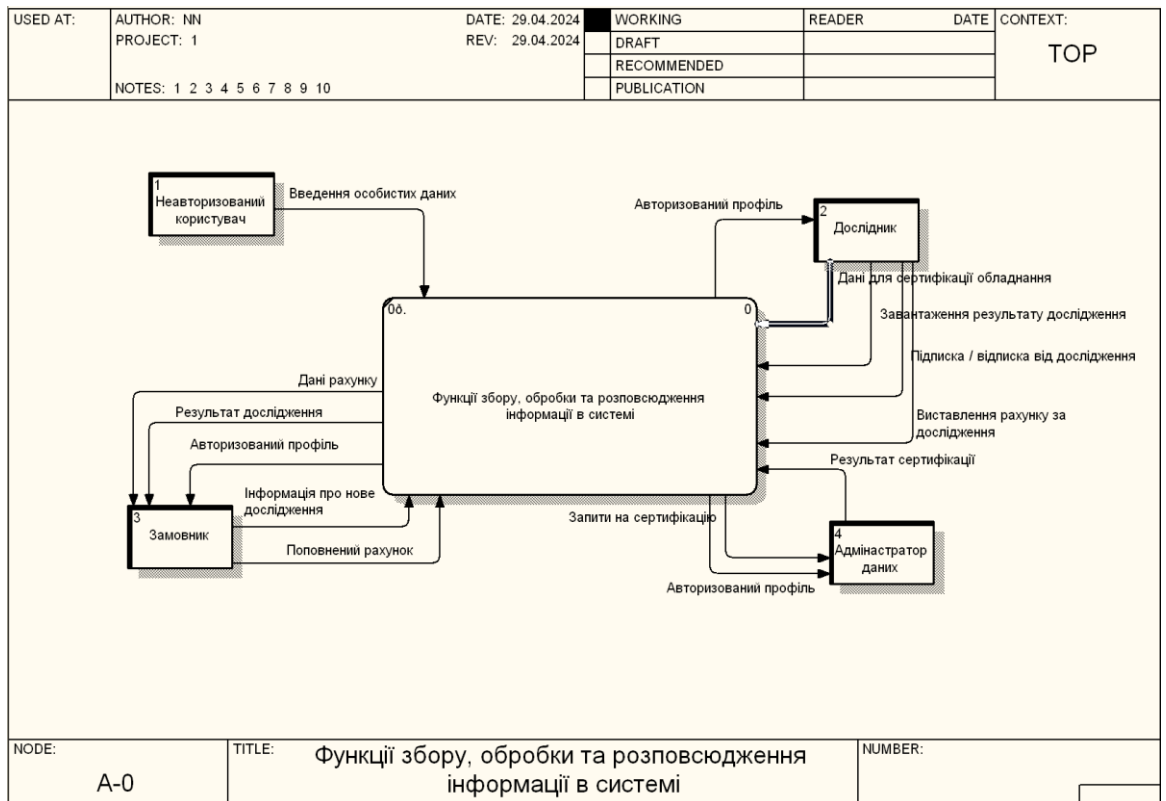 USED AT:
AUTHOR: NN
DATE: 29.04.2024
PROJECT: 1
REV: 29.04.2024
NOTES: 1 2 3 4 5 6 7 8 9 10
WORKING
DRAFT
RECOMMENDED
PUBLICATION
READER
DATE
CONTEXT:
TOP
1
Неавторизований
користувач
Введення особистих даних
Авторизований профіль
2
Дослідник
Дані для сертифікації обладнання
Завантаження результату дослідження
Підписка / відписка від дослідження
Виставлення рахунку за
дослідження
0ð.
0
Функції збору, обробки та розповсюдження
інформації в системі
Дані рахунку
Результат дослідження
Авторизований профіль
Інформація про нове
дослідження
Поповнений рахунок
3
Замовник
Результат сертифікації
Запити на сертифікацію
4
Адмінастратор
даних
Авторизований профіль
NODE:
A-0
TITLE:
Функції збору, обробки та розповсюдження
інформації в системі
NUMBER: